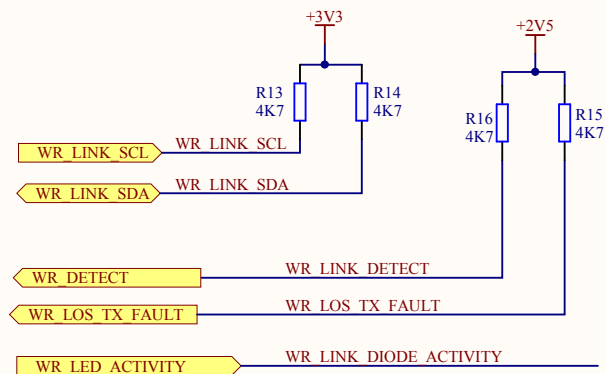 +3V3
+2V5
R13
4K7
R14
4K7
R16
4K7
R15
4K7
WR_LINK_SCL
WR_LINK_SCL
WR_LINK_SDA
WR_LINK_SDA
WR_DETECT
WR_LINK_DETECT
WR_LOS_TX_FAULT
WR_LOS_TX_FAULT
WR_LED_ACTIVITY
WR_LINK_DIODE_ACTIVITY